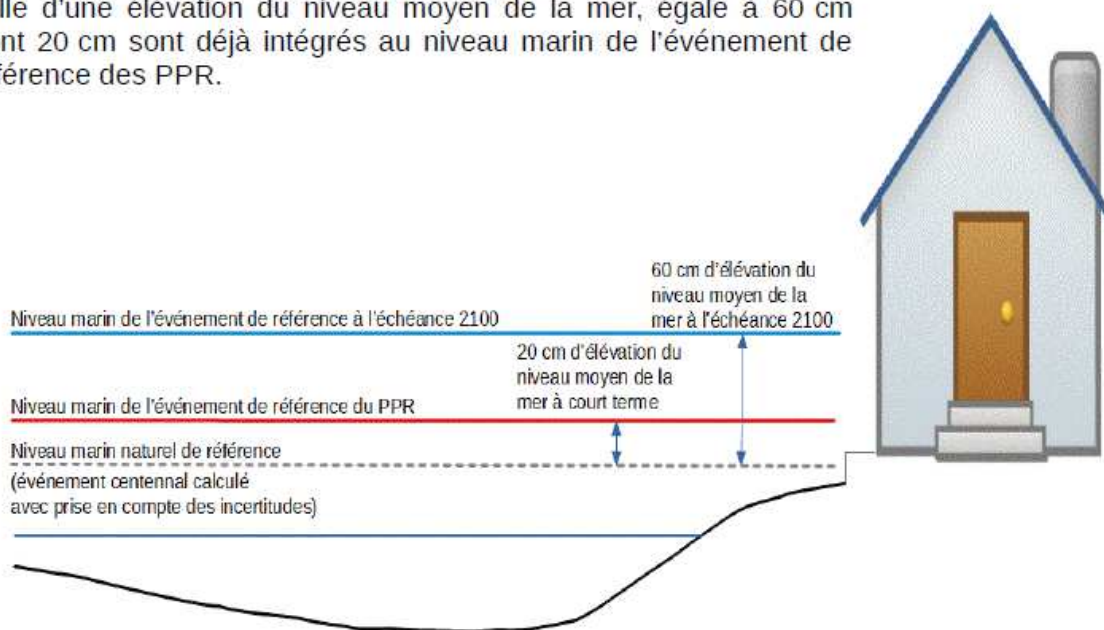 ille d'une élévation du niveau moyen de la mer, égale à 60 cm
nt 20 cm sont déjà intégrés au niveau marin de l'événement de
férence des PPR.
60 cm d'élévation du
niveau moyen de la
mer à l'échéance 2100
Niveau marin de l'événement de référence à l'échéance 2100
20 cm d'élévation du
niveau moyen de la
mer à court terme
Niveau marin de l'événement de référence du PPR
Niveau marin naturel de référence
(événement centennal calculé
avec prise en compte des incertitudes)